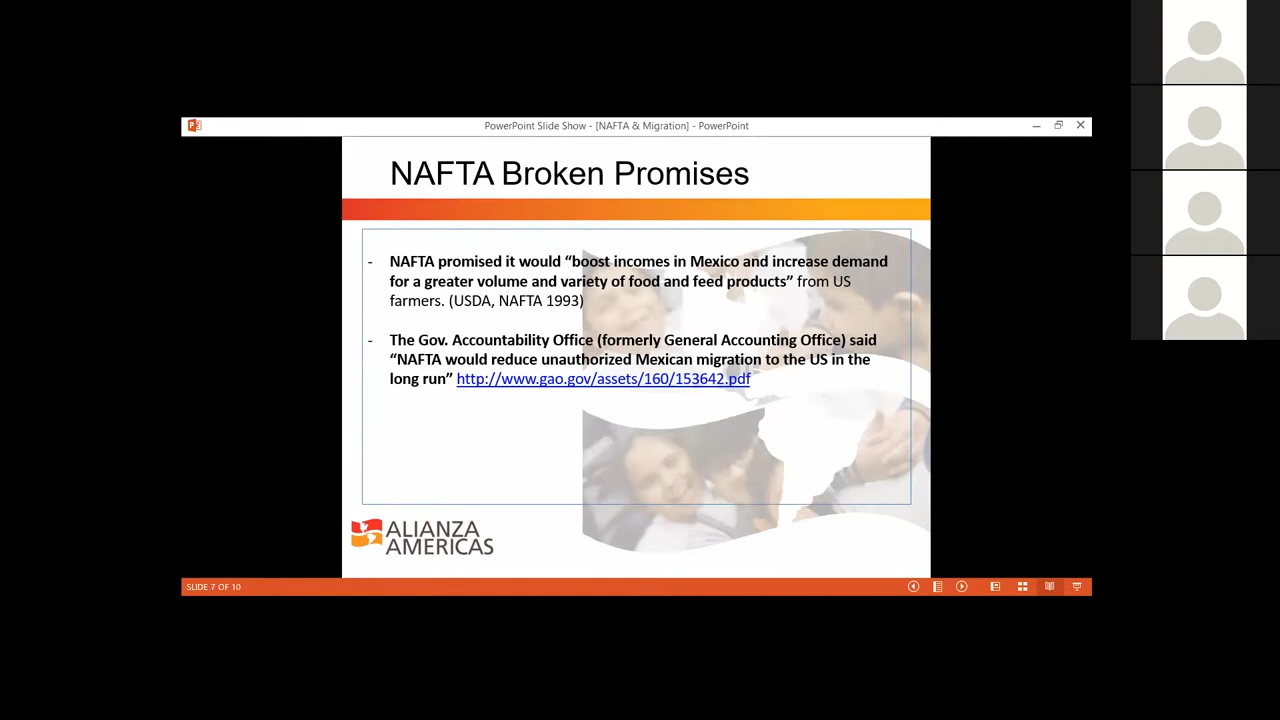 PowerPoint Slide Show - [NAFTA & Migration] - PowerPoint
NAFTA Broken Promises
- NAFTA promised it would “boost incomes in Mexico and increase demand
for a greater volume and variety of food and feed products” from US
farmers. (USDA, NAFTA 1993)
- The Gov. Accountability Office (formerly General Accounting Office) said
“NAFTA would reduce unauthorized Mexican migration to the US in the
long run” http://www.gao.gov/assets/160/153642.pdf
ALIANZA
AMERICAS
SLIDE 7 OF 10